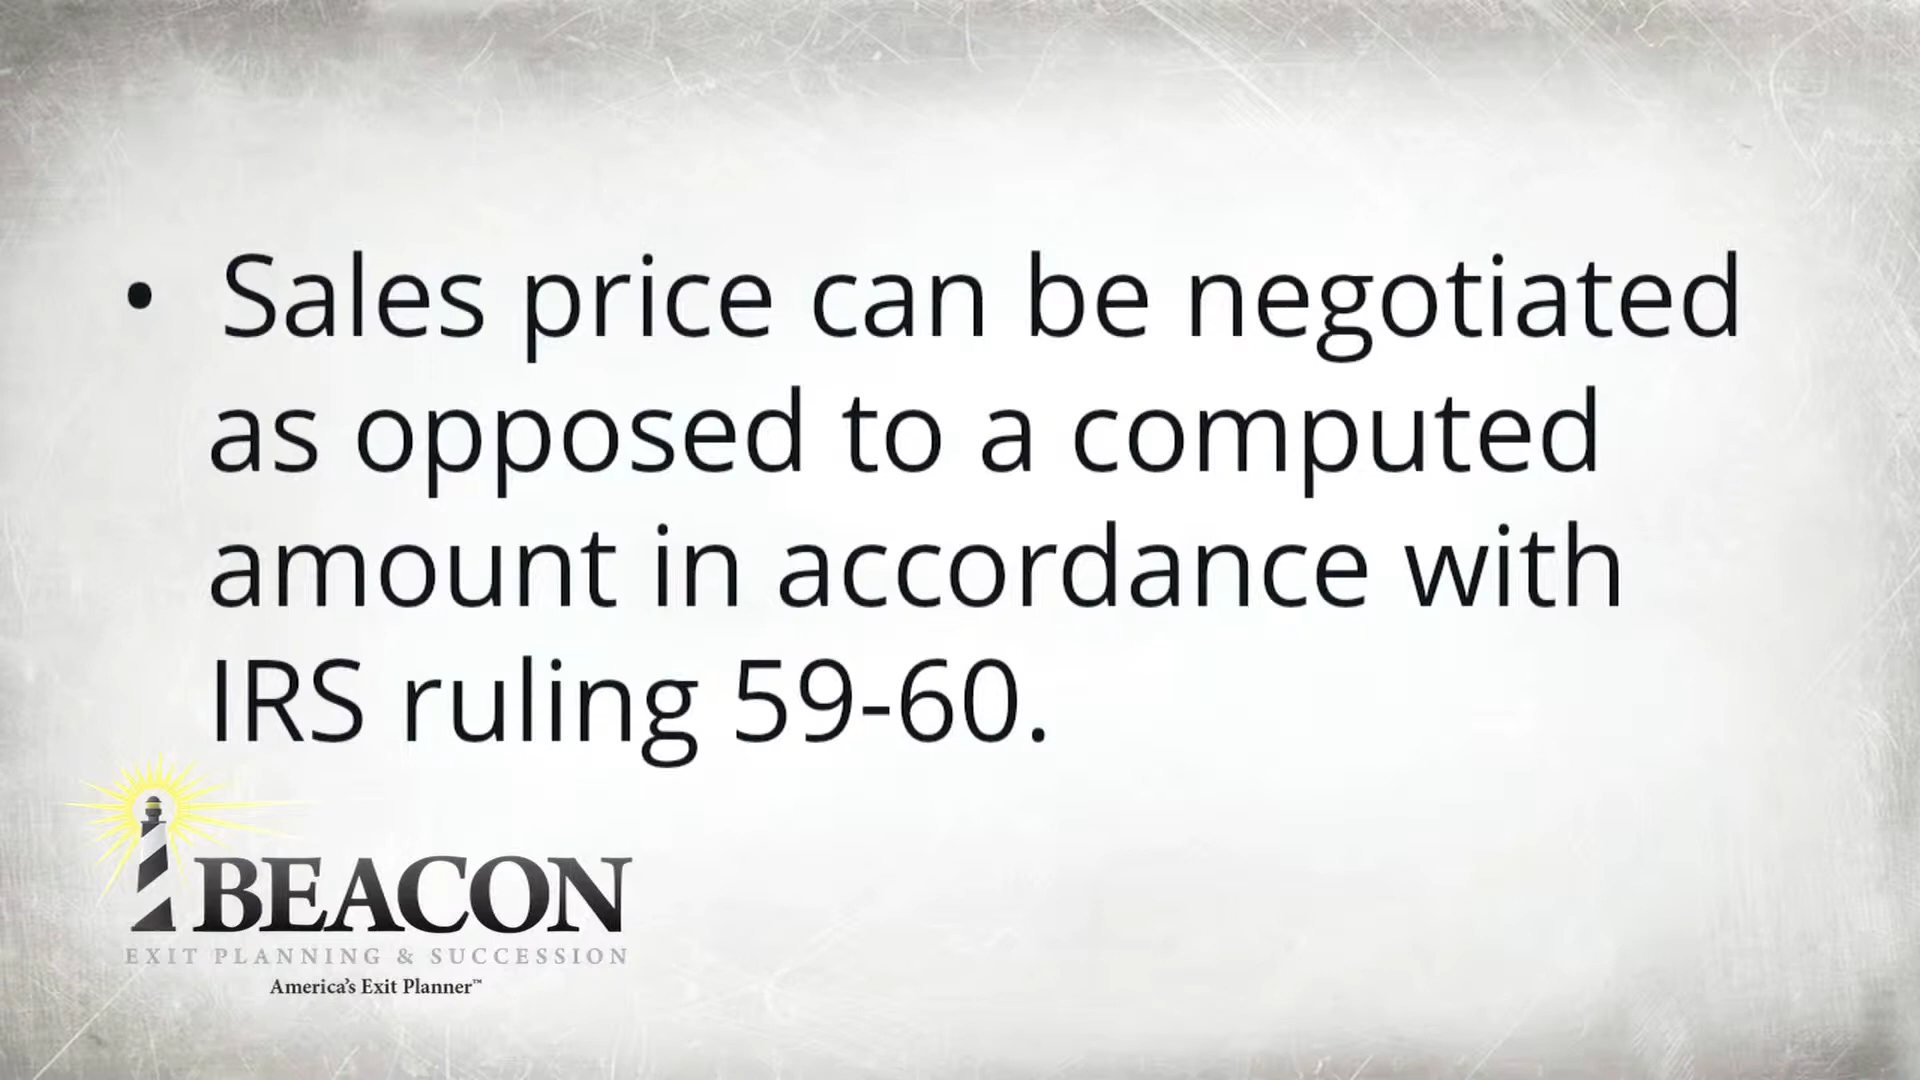 • Sales price can be negotiated
as opposed to a computed
amount in accordance with
IRS ruling 59-60.
BEACON
EXIT PLANNING & SUCCESSION
America's Exit Planner™